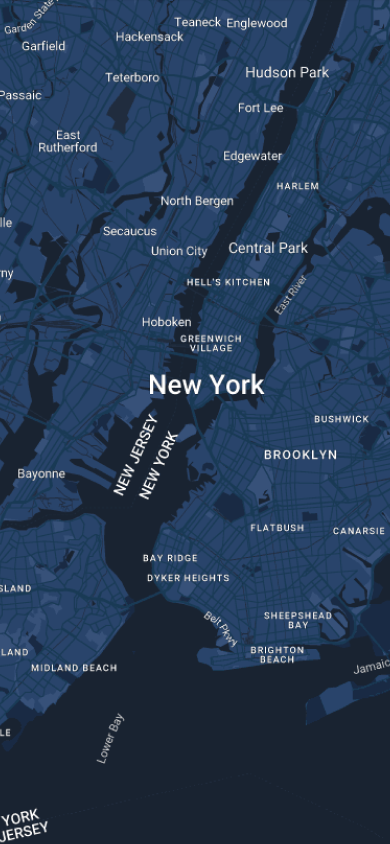 Garden State
Teaneck
Englewood
Hackensack
Garfield
Hudson Park
Teterboro
Passaic
Fort Lee
East
Rutherford
Edgewater
HARLEM
North Bergen
lle
Secaucus
Union City
Central Park
rny
HELL'S KITCHEN
East River
Hoboken
GREENWICH
VILLAGE
New York
BUSHWICK
NEW JERSEY
NEW YORK
BROOKLYN
Bayonne
FLATBUSH
CANARSIE
BAY RIDGE
DYKER HEIGHTS
SLAND
Belt Pkwy
SHEEPSHEAD
BAY
LAND
BRIGHTON
BEACH
MIDLAND BEACH
Jamaic
LE
Lower Bay
YORK
JERSEY